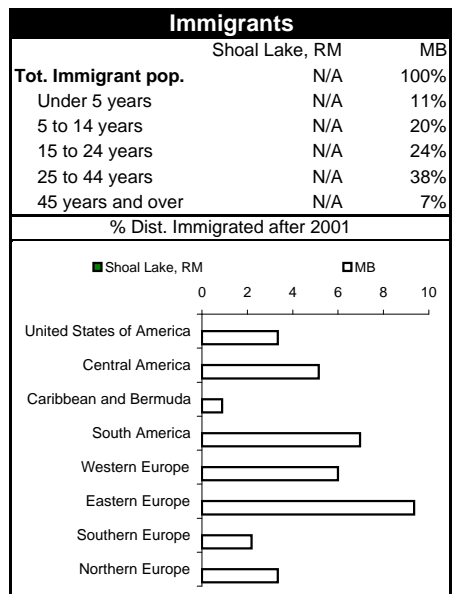 Immigrants
Shoal Lake, RM MB
Tot. Immigrant pop. N/A 100%
Under 5 years N/A 11%
5 to 14 years N/A 20%
15 to 24 years N/A 24%
25 to 44 years N/A 38%
45 years and over N/A 7%
% Dist. Immigrated after 2001
Shoal Lake, RM MB
0 2 4 6 8 10
United States of America
Central America
Caribbean and Bermuda
South America
Western Europe
Eastern Europe
Southern Europe
Northern Europe